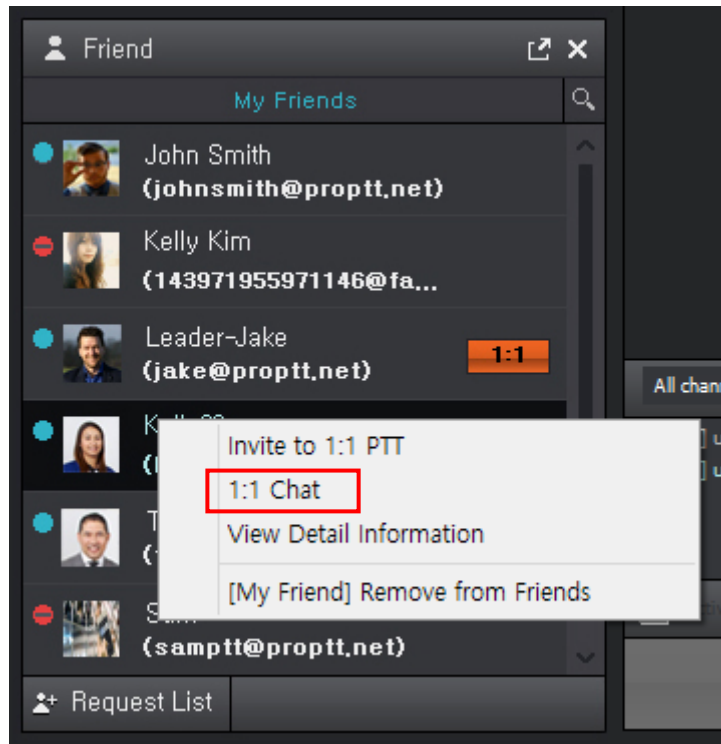 Friend
My Friends
John Smith
(johnsmith@proptt.net)
Kelly Kim
(143971955971146@fa...
Leader-Jake
(jake@proptt.net)
1:1
All chan
Invite to 1:1 PTT
1:1 Chat
View Detail Information
[My Friend] Remove from Friends
(samptt@proptt.net)
Request List